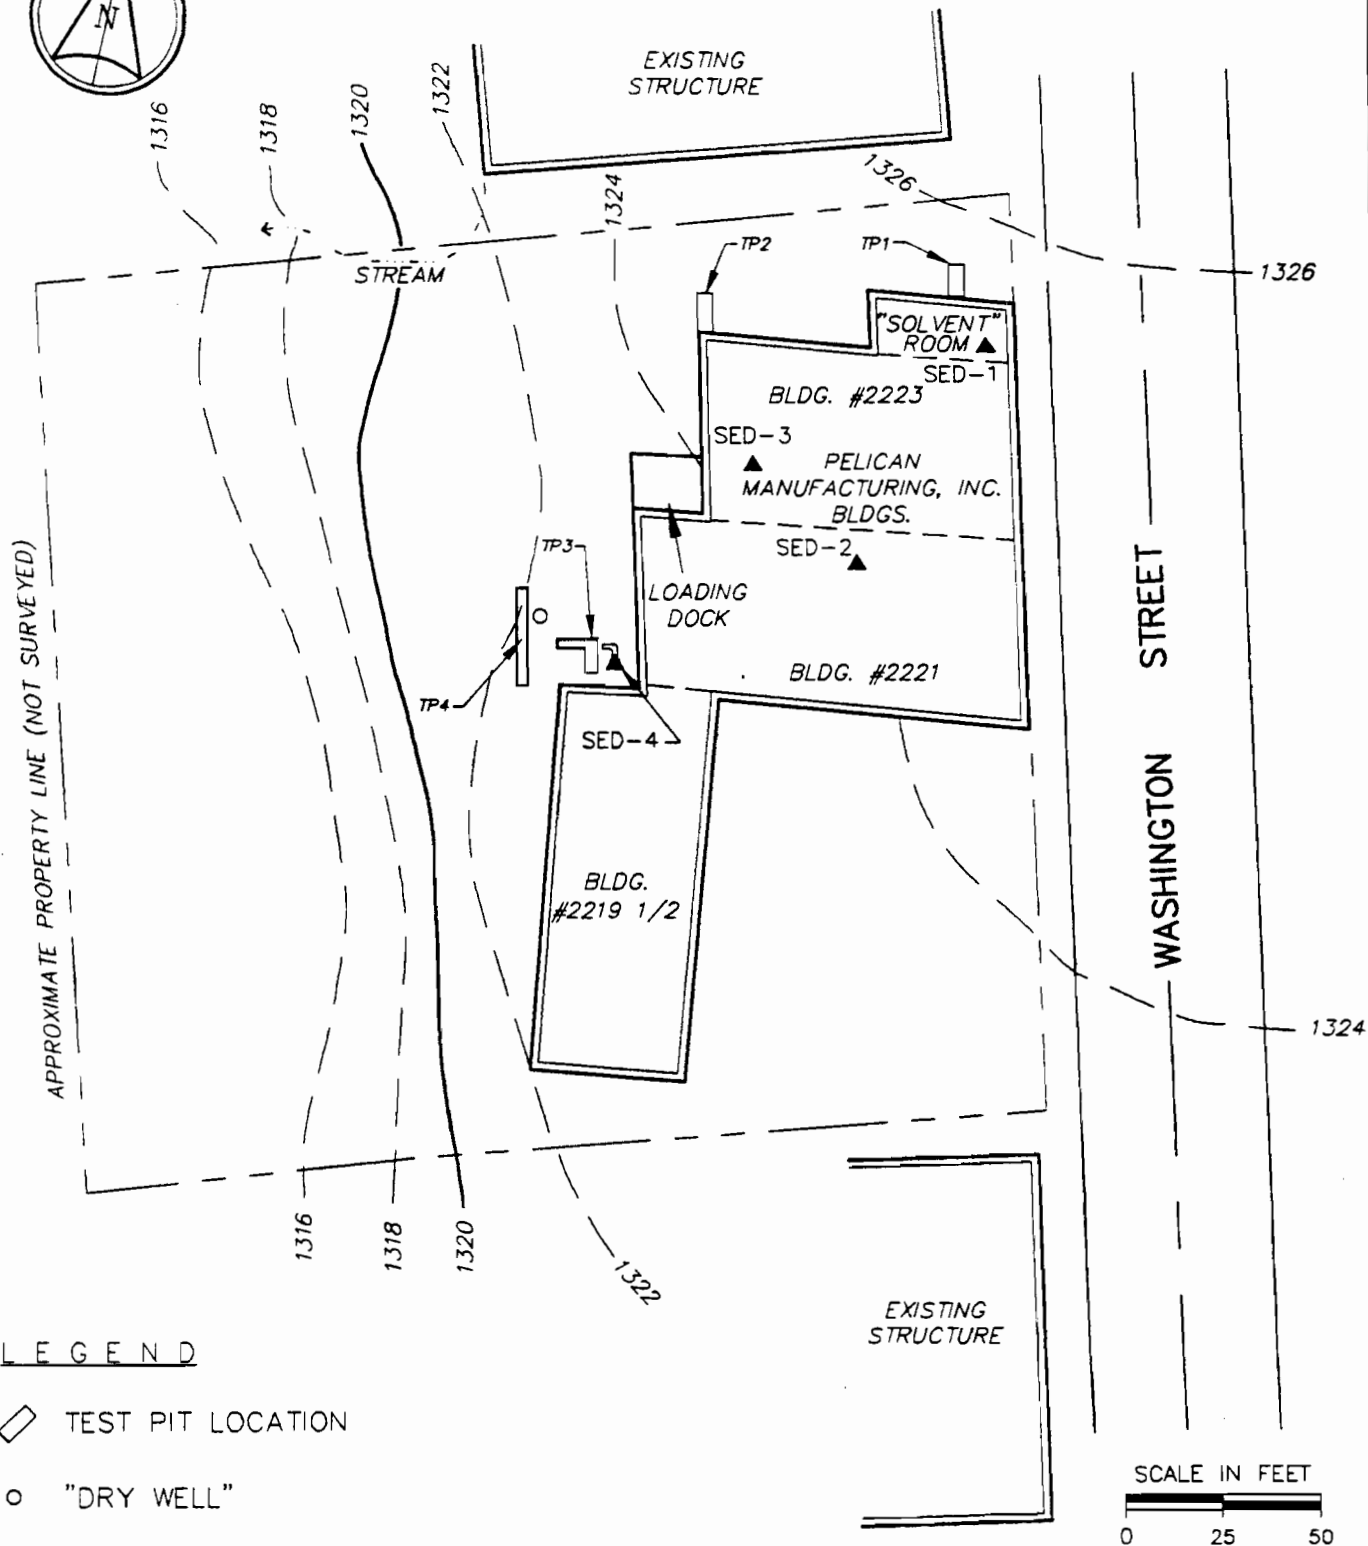 N
EXISTING
STRUCTURE
1316
1318
1320
1322
1324
1326
1326
STREAM
TP2
TP1
"SOLVENT"
ROOM
SED-1
BLDG. #2223
SED-3
PELICAN
MANUFACTURING, INC.
BLDGS.
SED-2
TP3
LOADING
DOCK
BLDG. #2221
TP4
SED-4
BLDG.
#2219 1/2
APPROXIMATE PROPERTY LINE (NOT SURVEYED)
WASHINGTON STREET
1324
1316
1318
1320
1322
EXISTING
STRUCTURE
LEGEND
TEST PIT LOCATION
"DRY WELL"
SCALE IN FEET
0 25 50